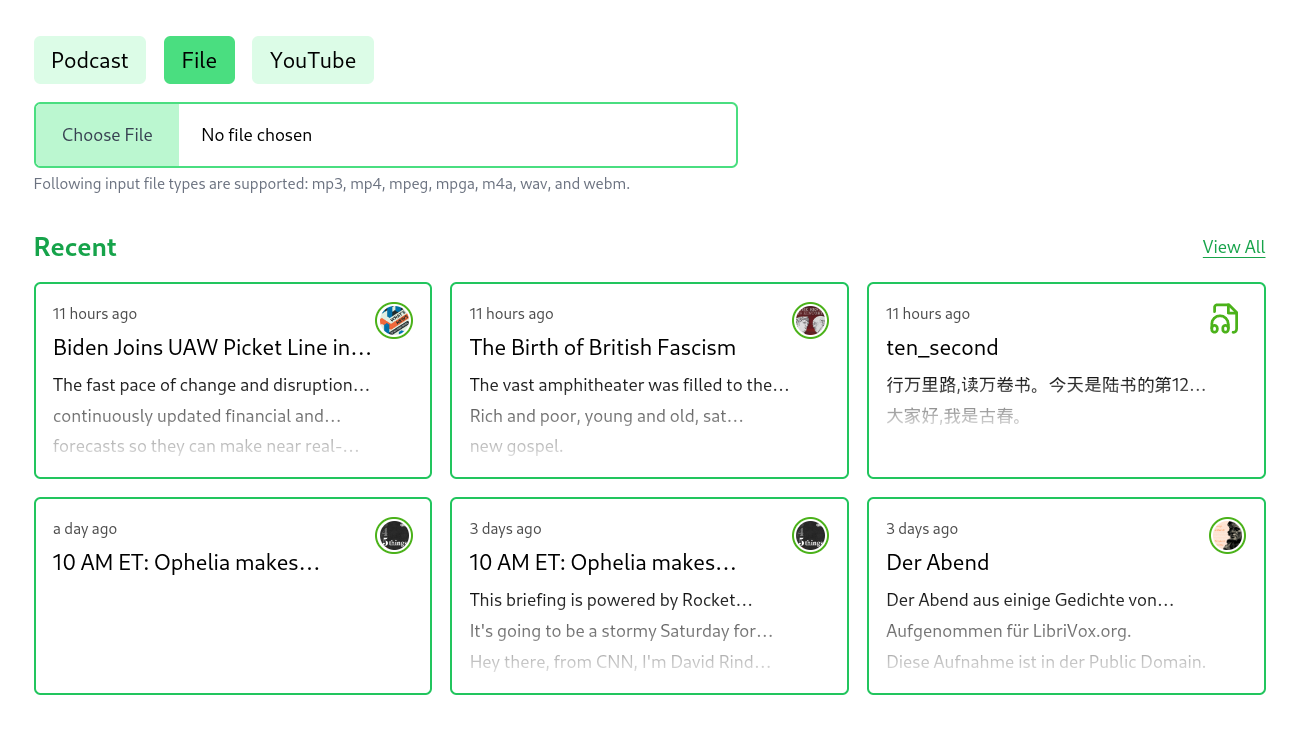 Podcast
File
YouTube
Choose File
No file chosen
Following input file types are supported: mp3, mp4, mpeg, mpga, m4a, wav, and webm.
Recent
View All
11 hours ago
Biden Joins UAW Picket Line in…
The fast pace of change and disruption…
continuously updated financial and…
forecasts so they can make near real-…
11 hours ago
The Birth of British Fascism
The vast amphitheater was filled to the…
Rich and poor, young and old, sat…
new gospel.
11 hours ago
ten_second
行万里路,读万卷书。今天是陆书的第12…
大家好,我是古春。
a day ago
10 AM ET: Ophelia makes…
3 days ago
10 AM ET: Ophelia makes…
This briefing is powered by Rocket…
It's going to be a stormy Saturday for…
Hey there, from CNN, I'm David Rind…
3 days ago
Der Abend
Der Abend aus einige Gedichte von…
Aufgenommen für LibriVox.org.
Diese Aufnahme ist in der Public Domain.